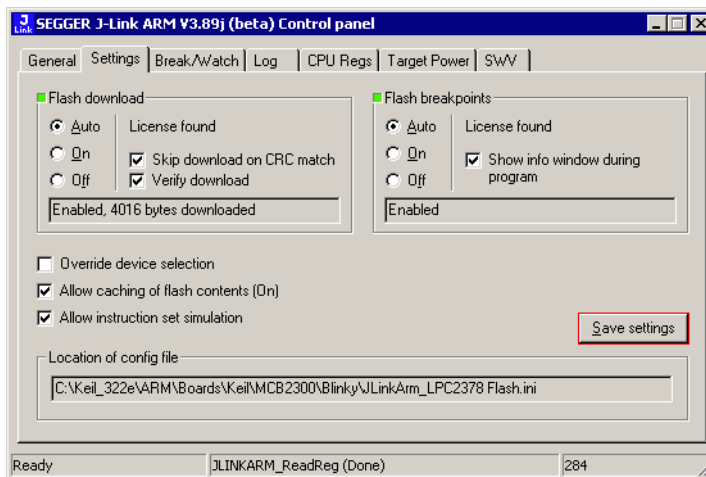 J Link SEGGER J-Link ARM V3.89j (beta) Control panel
General Settings Break/Watch Log CPU Regs Target Power SWV
Flash download
Auto License found
On Skip download on CRC match
Off Verify download
Enabled, 4016 bytes downloaded
Flash breakpoints
Auto License found
On Show info window during
Off program
Enabled
Override device selection
Allow caching of flash contents (On)
Allow instruction set simulation
Save settings
Location of config file
C:\Keil_322e\ARM\Boards\Keil\MCB2300\Blinky\JLinkArm_LPC2378 Flash.ini
Ready JLINKARM_ReadReg (Done) 284